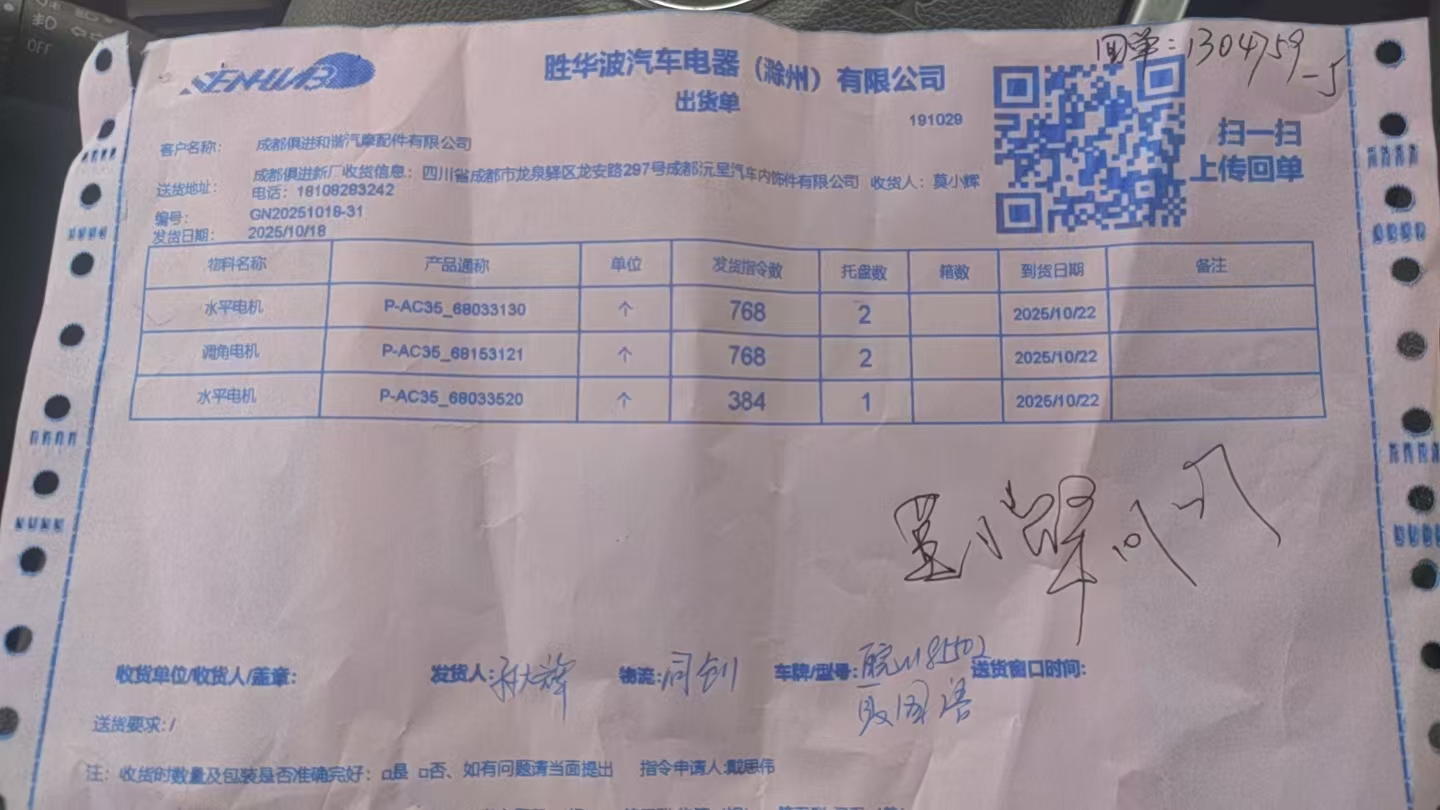 OFF
SENHUABO
胜华波汽车电器（滁州）有限公司
回单：1304759-5
出货单
191029
扫一扫
上传回单
客户名称： 成都俱进和谐汽摩配件有限公司
送货地址： 成都俱进新厂收货信息：四川省成都市龙泉驿区龙安路297号成都沅星汽车内饰件有限公司 收货人：莫小辉
电话：18108283242
编号： GN20251018-31
发货日期： 2025/10/18
物料名称 产品通称 单位 发货指令数 托盘数 箱数 到货日期 备注
水平电机 P-AC35_68033130 个 768 2 2025/10/22
调角电机 P-AC35_68153121 个 768 2 2025/10/22
水平电机 P-AC35_68033520 个 384 1 2025/10/22
收货单位/收货人/盖章： 发货人： 物流：同创 车牌/型号：皖 送货窗口时间：
送货要求：/
注：收货时数量及包装是否准确完好：□是 □否、如有问题请当面提出 指令申请人:戴思伟